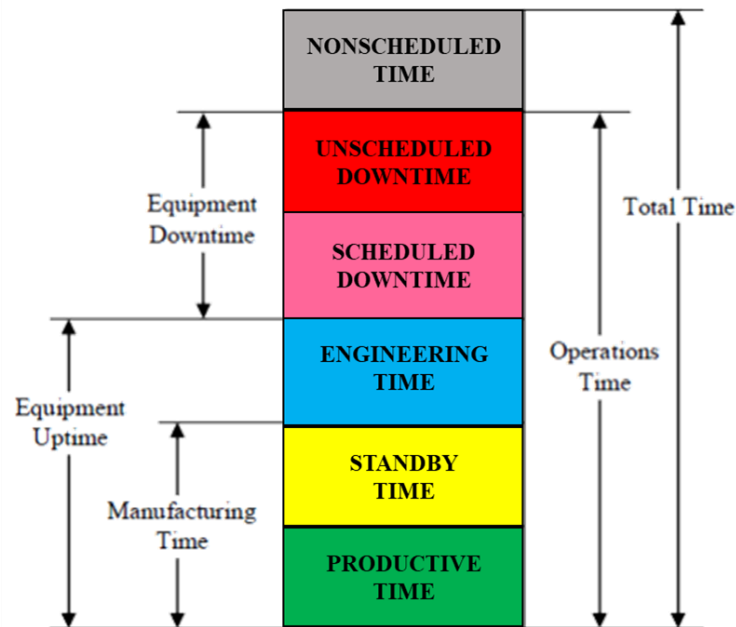 NONSCHEDULED
TIME
UNSCHEDULED
DOWNTIME
SCHEDULED
DOWNTIME
ENGINEERING
TIME
STANDBY
TIME
PRODUCTIVE
TIME
Equipment
Downtime
Equipment
Uptime
Manufacturing
Time
Total Time
Operations
Time